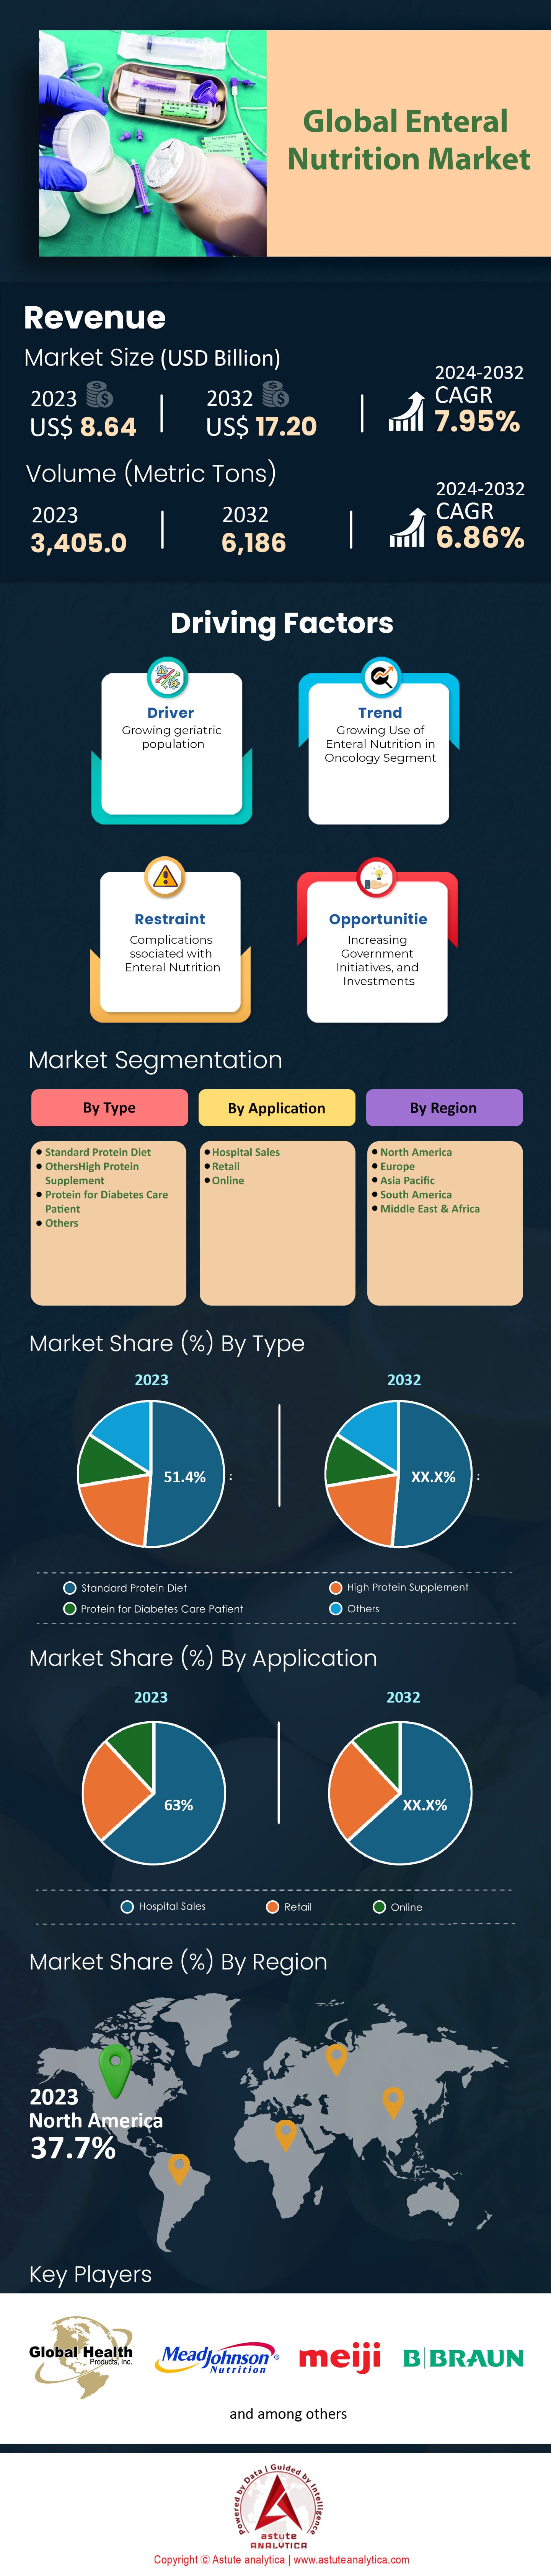 Global Enteral
Nutrition Market
Revenue
Market Size (USD Billion)
2023
US$ 8.64
2032
US$ 17.20
2024-2032
CAGR
7.95%
Volume (Metric Tons)
2023
3,405.0
2032
6,186
2024-2032
CAGR
6.86%
Driving Factors
Driver
Growing geriatric
population
Trend
Growing Use of
Enteral Nutrition in
Oncology Segment
Restraint
Complications
ssociated with
Enteral Nutrition
Opportunitie
Increasing
Government
Initiatives, and
Investments
Market Segmentation
By Type
By Application
By Region
Standard Protein Diet
OthersHigh Protein
Supplement
Protein for Diabetes Care
Patient
Others
Hospital Sales
Retail
Online
North America
Europe
Asia Pacific
South America
Middle East & Africa
Market Share (%) By Type
2023
2032
51.4%
;
XX.X%
;
Standard Protein Diet
High Protein Supplement
Protein for Diabetes Care Patient
Others
Market Share (%) By Application
2023
2032
63%
XX.X%
Hospital Sales
Retail
Online
Market Share (%) By Region
2023
North America
37.7%
Key Players
Global Health
Products, Inc.
MeadJohnson®
Nutrition
meiji
B|BRAUN
and among others
Powered by Data | Guided by Intelligence
astute
ANALYTICA
Copyright © Astute analytica | www.astuteanalytica.com